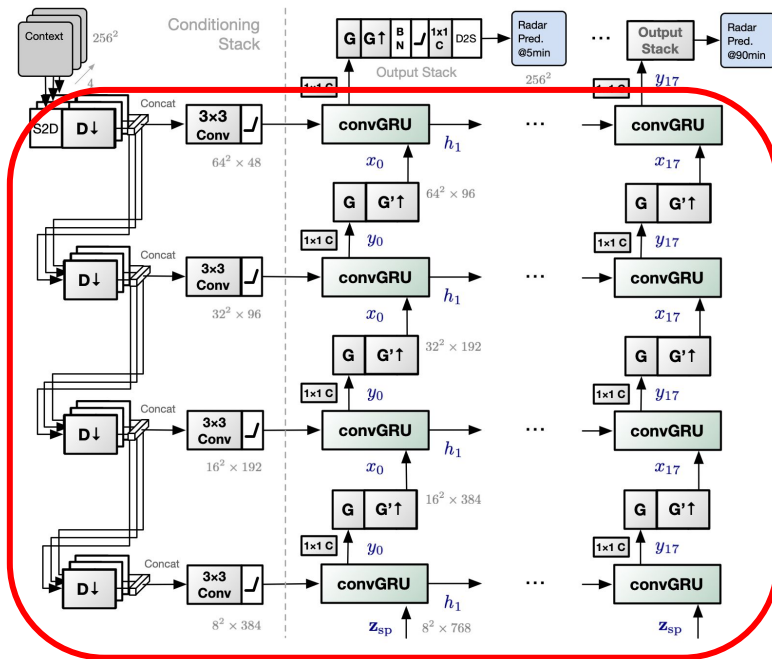 Context
256²
4
Conditioning
Stack
G G↑ B N 1×1 C D2S
Output Stack
Radar
Pred.
@5min
256²
...
Output
Stack
Radar
Pred.
@90min
1×1 C
1×1 C y₁₇
S2D D↓
Concat
3×3
Conv
64² × 48
convGRU
h₁
...
convGRU
x₀
x₁₇
G G'↑
64² × 96
G G'↑
1×1 C y₀
1×1 C y₁₇
D↓
Concat
3×3
Conv
32² × 96
convGRU
h₁
...
convGRU
x₀
x₁₇
G G'↑
32² × 192
G G'↑
1×1 C y₀
1×1 C y₁₇
D↓
Concat
3×3
Conv
16² × 192
convGRU
h₁
...
convGRU
x₀
x₁₇
G G'↑
16² × 384
G G'↑
1×1 C y₀
1×1 C y₁₇
D↓
Concat
3×3
Conv
8² × 384
convGRU
h₁
...
convGRU
z_sp
8² × 768
z_sp